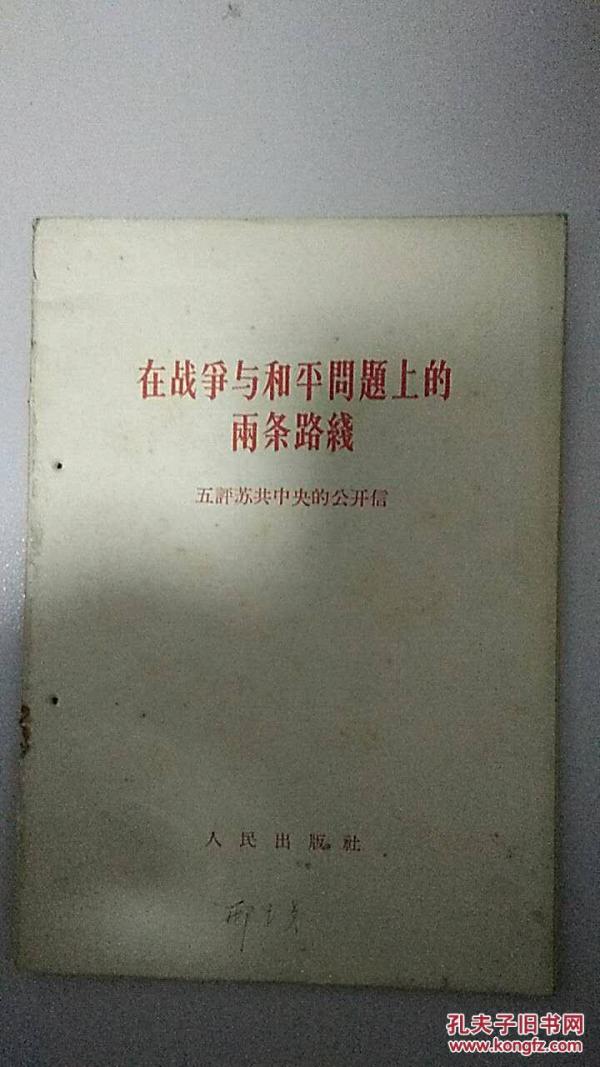 在战爭与和平問題上的
兩条路綫
五評苏共中央的公开信
人民出版社
孔夫子旧书网
www.kongfz.com